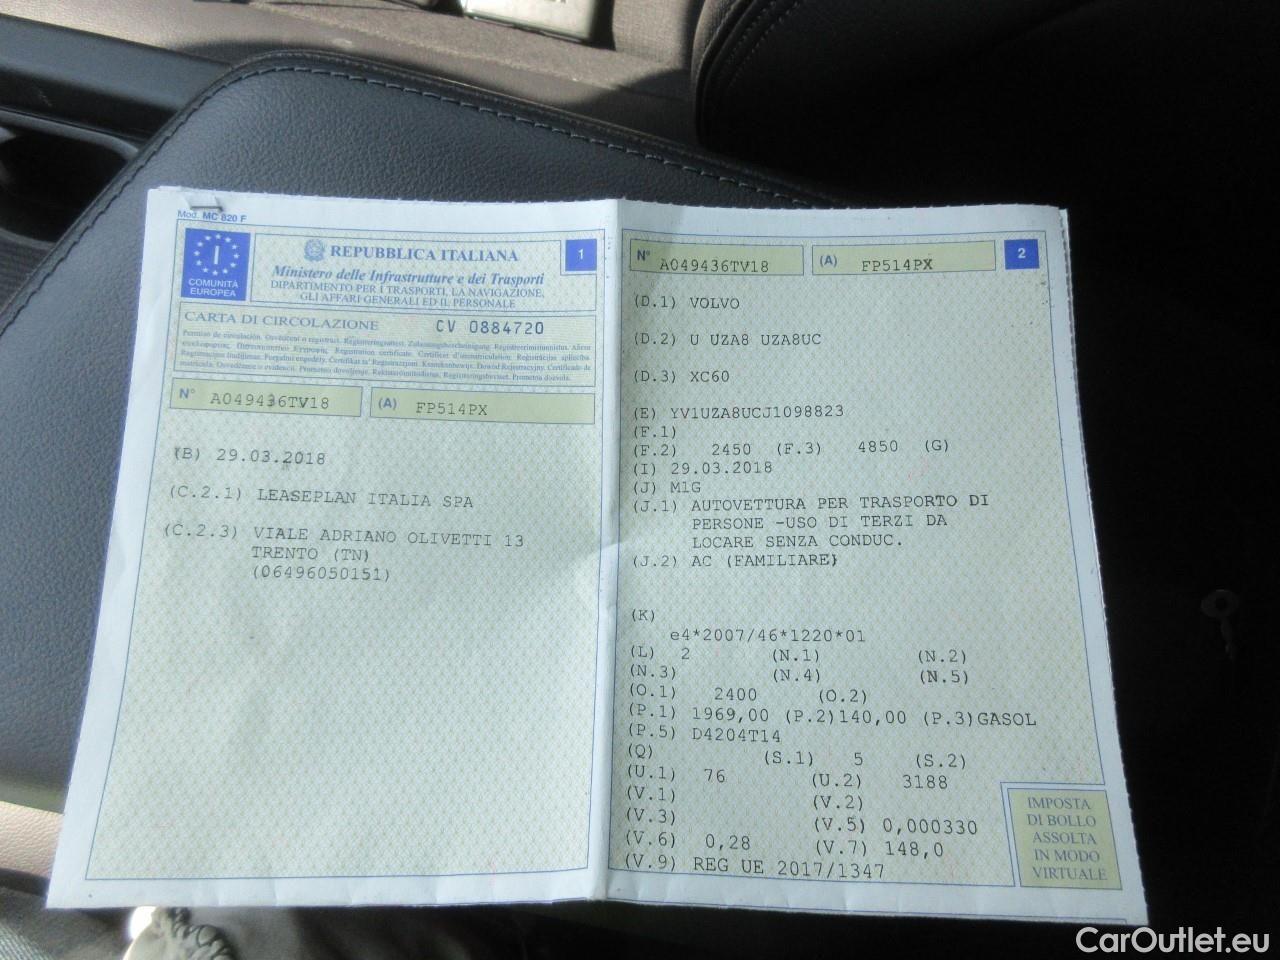 Mod. MC 820 F
I
COMUNITÀ
EUROPEA
REPUBBLICA ITALIANA
1
Ministero delle Infrastrutture e dei Trasporti
DIPARTIMENTO PER I TRASPORTI, LA NAVIGAZIONE,
GLI AFFARI GENERALI ED IL PERSONALE
CARTA DI CIRCOLAZIONE CV 0884720
N° A049436TV18 (A) FP514PX
(B) 29.03.2018
(C.2.1) LEASEPLAN ITALIA SPA
(C.2.3) VIALE ADRIANO OLIVETTI 13
TRENTO (TN)
(06496050151)
N° A049436TV18 (A) FP514PX
2
(D.1) VOLVO
(D.2) U UZA8 UZA8UC
(D.3) XC60
(E) YV1UZA8UCJ1098823
(F.1)
(F.2) 2450 (F.3) 4850 (G)
(I) 29.03.2018
(J) M1G
(J.1) AUTOVETTURA PER TRASPORTO DI
PERSONE -USO DI TERZI DA
LOCARE SENZA CONDUC.
(J.2) AC (FAMILIARE)
(K)
e4*2007/46*1220*01
(L) 2 (N.1) (N.2)
(N.3) (N.4) (N.5)
(O.1) 2400 (O.2)
(P.1) 1969,00 (P.2)140,00 (P.3)GASOL
(P.5) D4204T14
(Q) (S.1) 5 (S.2)
(U.1) 76 (U.2) 3188
(V.1) (V.2)
(V.3) (V.5) 0,000330
(V.6) 0,28 (V.7) 148,0
(V.9) REG UE 2017/1347
IMPOSTA
DI BOLLO
ASSOLTA
IN MODO
VIRTUALE
CarOutlet.eu